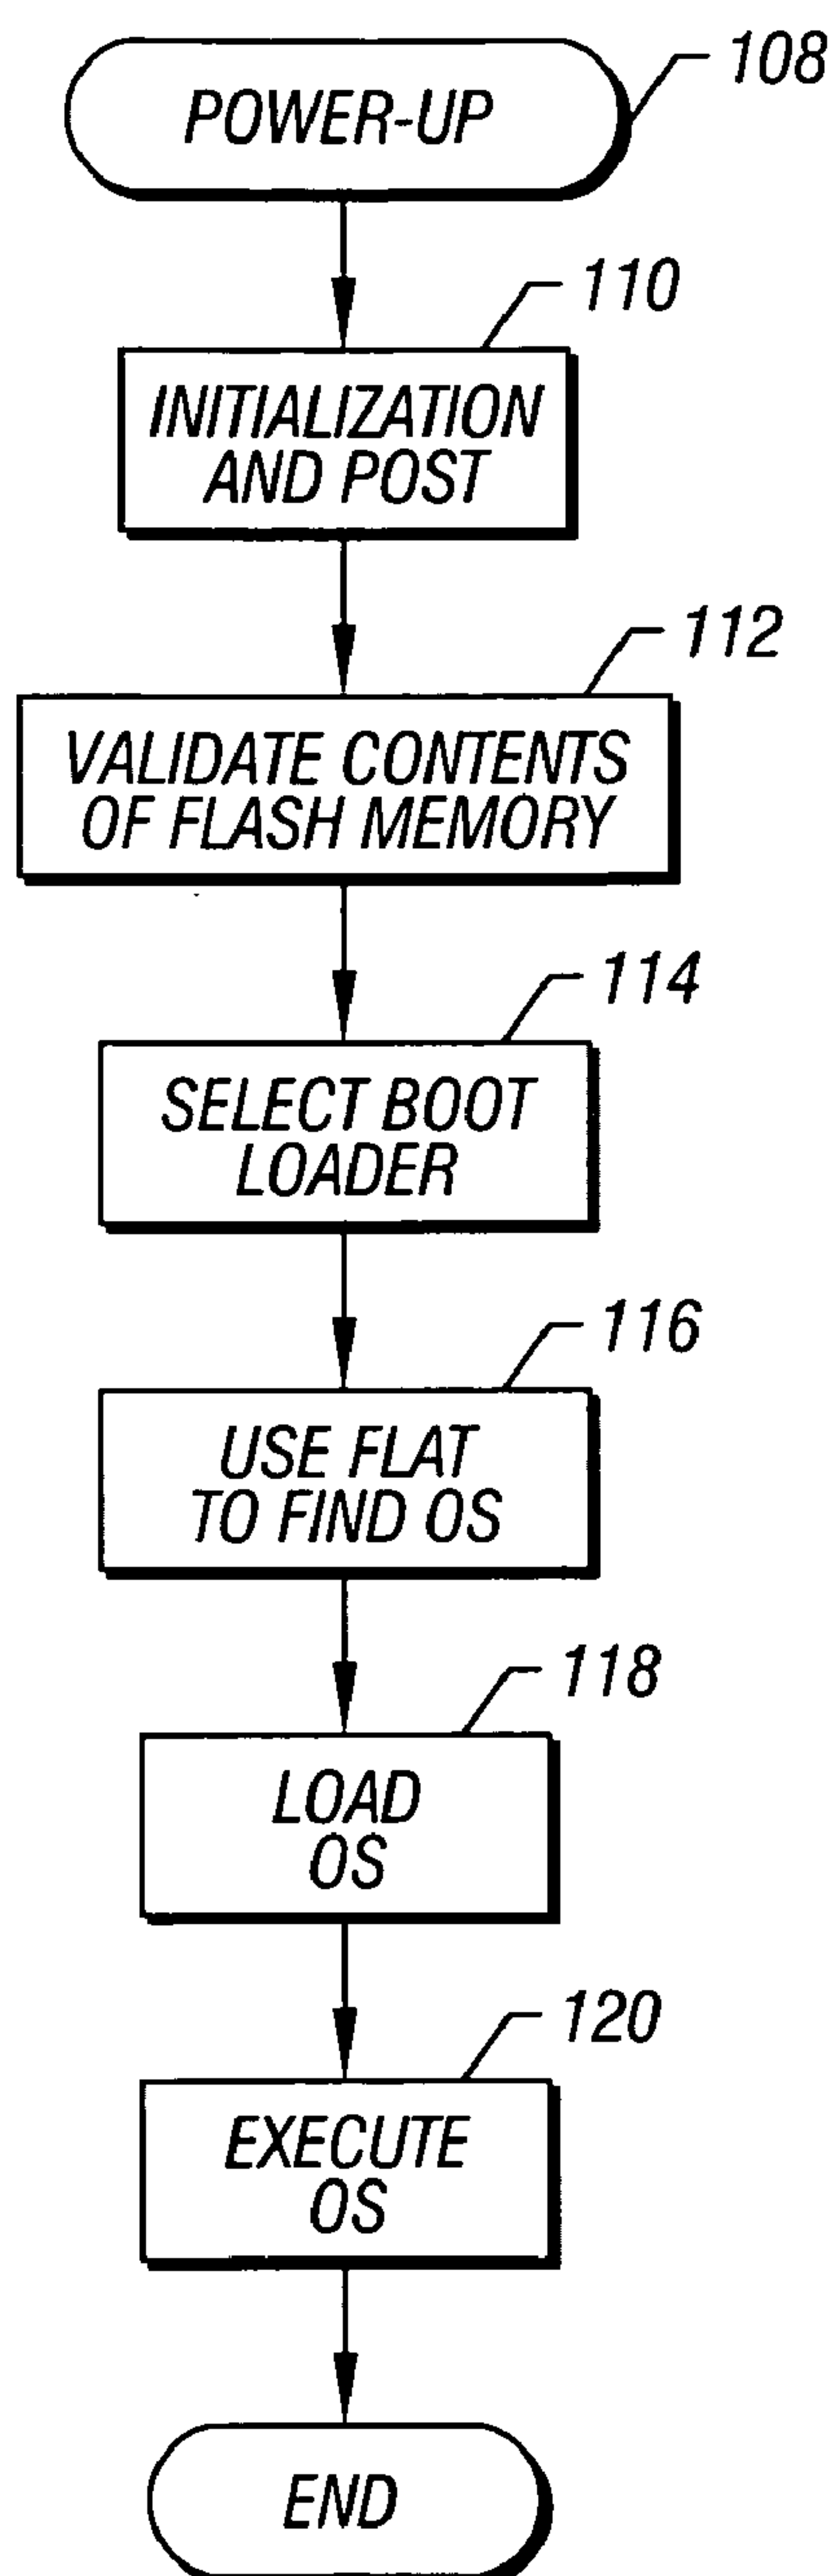 108
POWER-UP
110
INITIALIZATION
AND POST
112
VALIDATE CONTENTS
OF FLASH MEMORY
114
SELECT BOOT
LOADER
116
USE FLAT
TO FIND OS
118
LOAD
OS
120
EXECUTE
OS
END